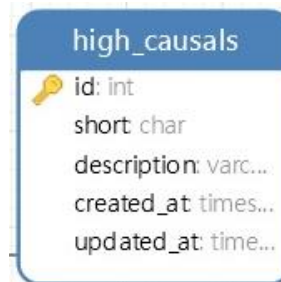 high_causals
id: int
short: char
description: varc...
created_at: times...
updated_at: time...